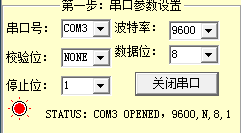 第一步：串口参数设置
串口号： COM3 波特率： 9600
校验位： NONE 数据位： 8
停止位： 1 关闭串口
STATUS: COM3 OPENED, 9600,N,8,1